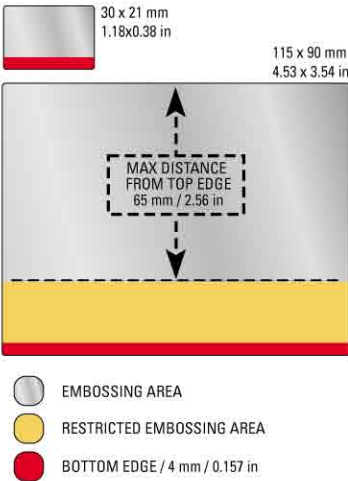 30 x 21 mm
1.18x0.38 in
115 x 90 mm
4.53 x 3.54 in
MAX DISTANCE
FROM TOP EDGE
65 mm / 2.56 in
EMBOSSING AREA
RESTRICTED EMBOSSING AREA
BOTTOM EDGE / 4 mm / 0.157 in